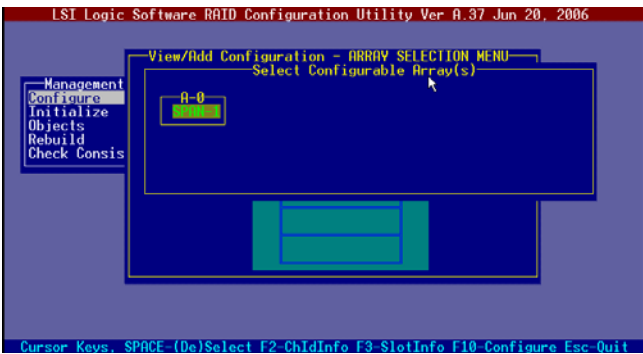 LSI Logic Software RAID Configuration Utility Ver A.37 Jun 20, 2006
View/Add Configuration - ARRAY SELECTION MENU
Select Configurable Array(s)
Management
A-0
Configure
SPAN-1
Initialize
Objects
Rebuild
Check Consis
Cursor Keys, SPACE-(De)Select F2-ChIdInfo F3-SlotInfo F10-Configure Esc-Quit